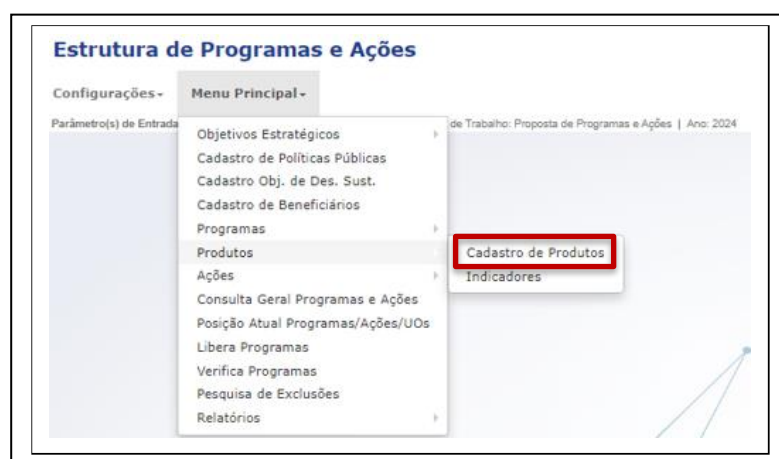 Estrutura de Programas e Ações
Configurações Menu Principal
Parâmetro(s) de Entrada de Trabalho: Proposta de Programas e Ações | Ano: 2024
Objetivos Estratégicos
Cadastro de Políticas Públicas
Cadastro Obj. de Des. Sust.
Cadastro de Beneficiários
Programas
Produtos Cadastro de Produtos
Ações Indicadores
Consulta Geral Programas e Ações
Posição Atual Programas/Ações/UOs
Libera Programas
Verifica Programas
Pesquisa de Exclusões
Relatórios